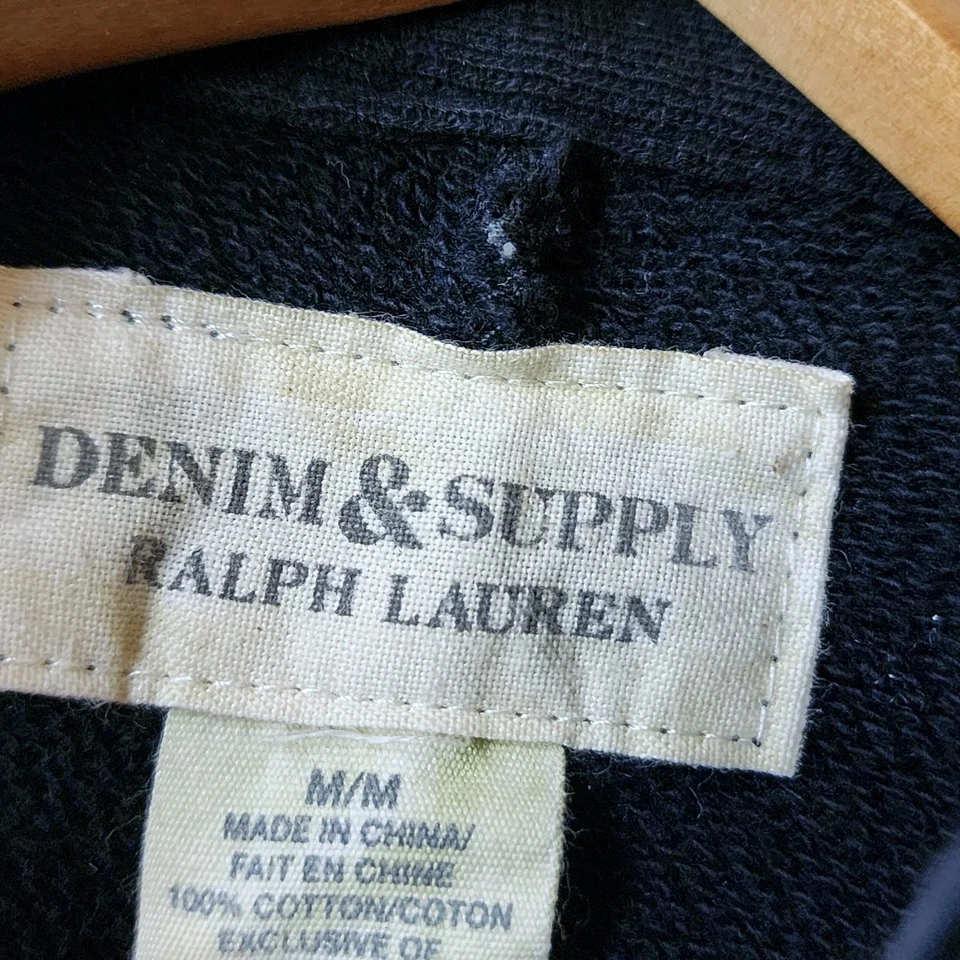 DENIM & SUPPLY
RALPH LAUREN
M/M
MADE IN CHINA/
FAIT EN CHINE
100% COTTON/COTON
EXCLUSIVE OF